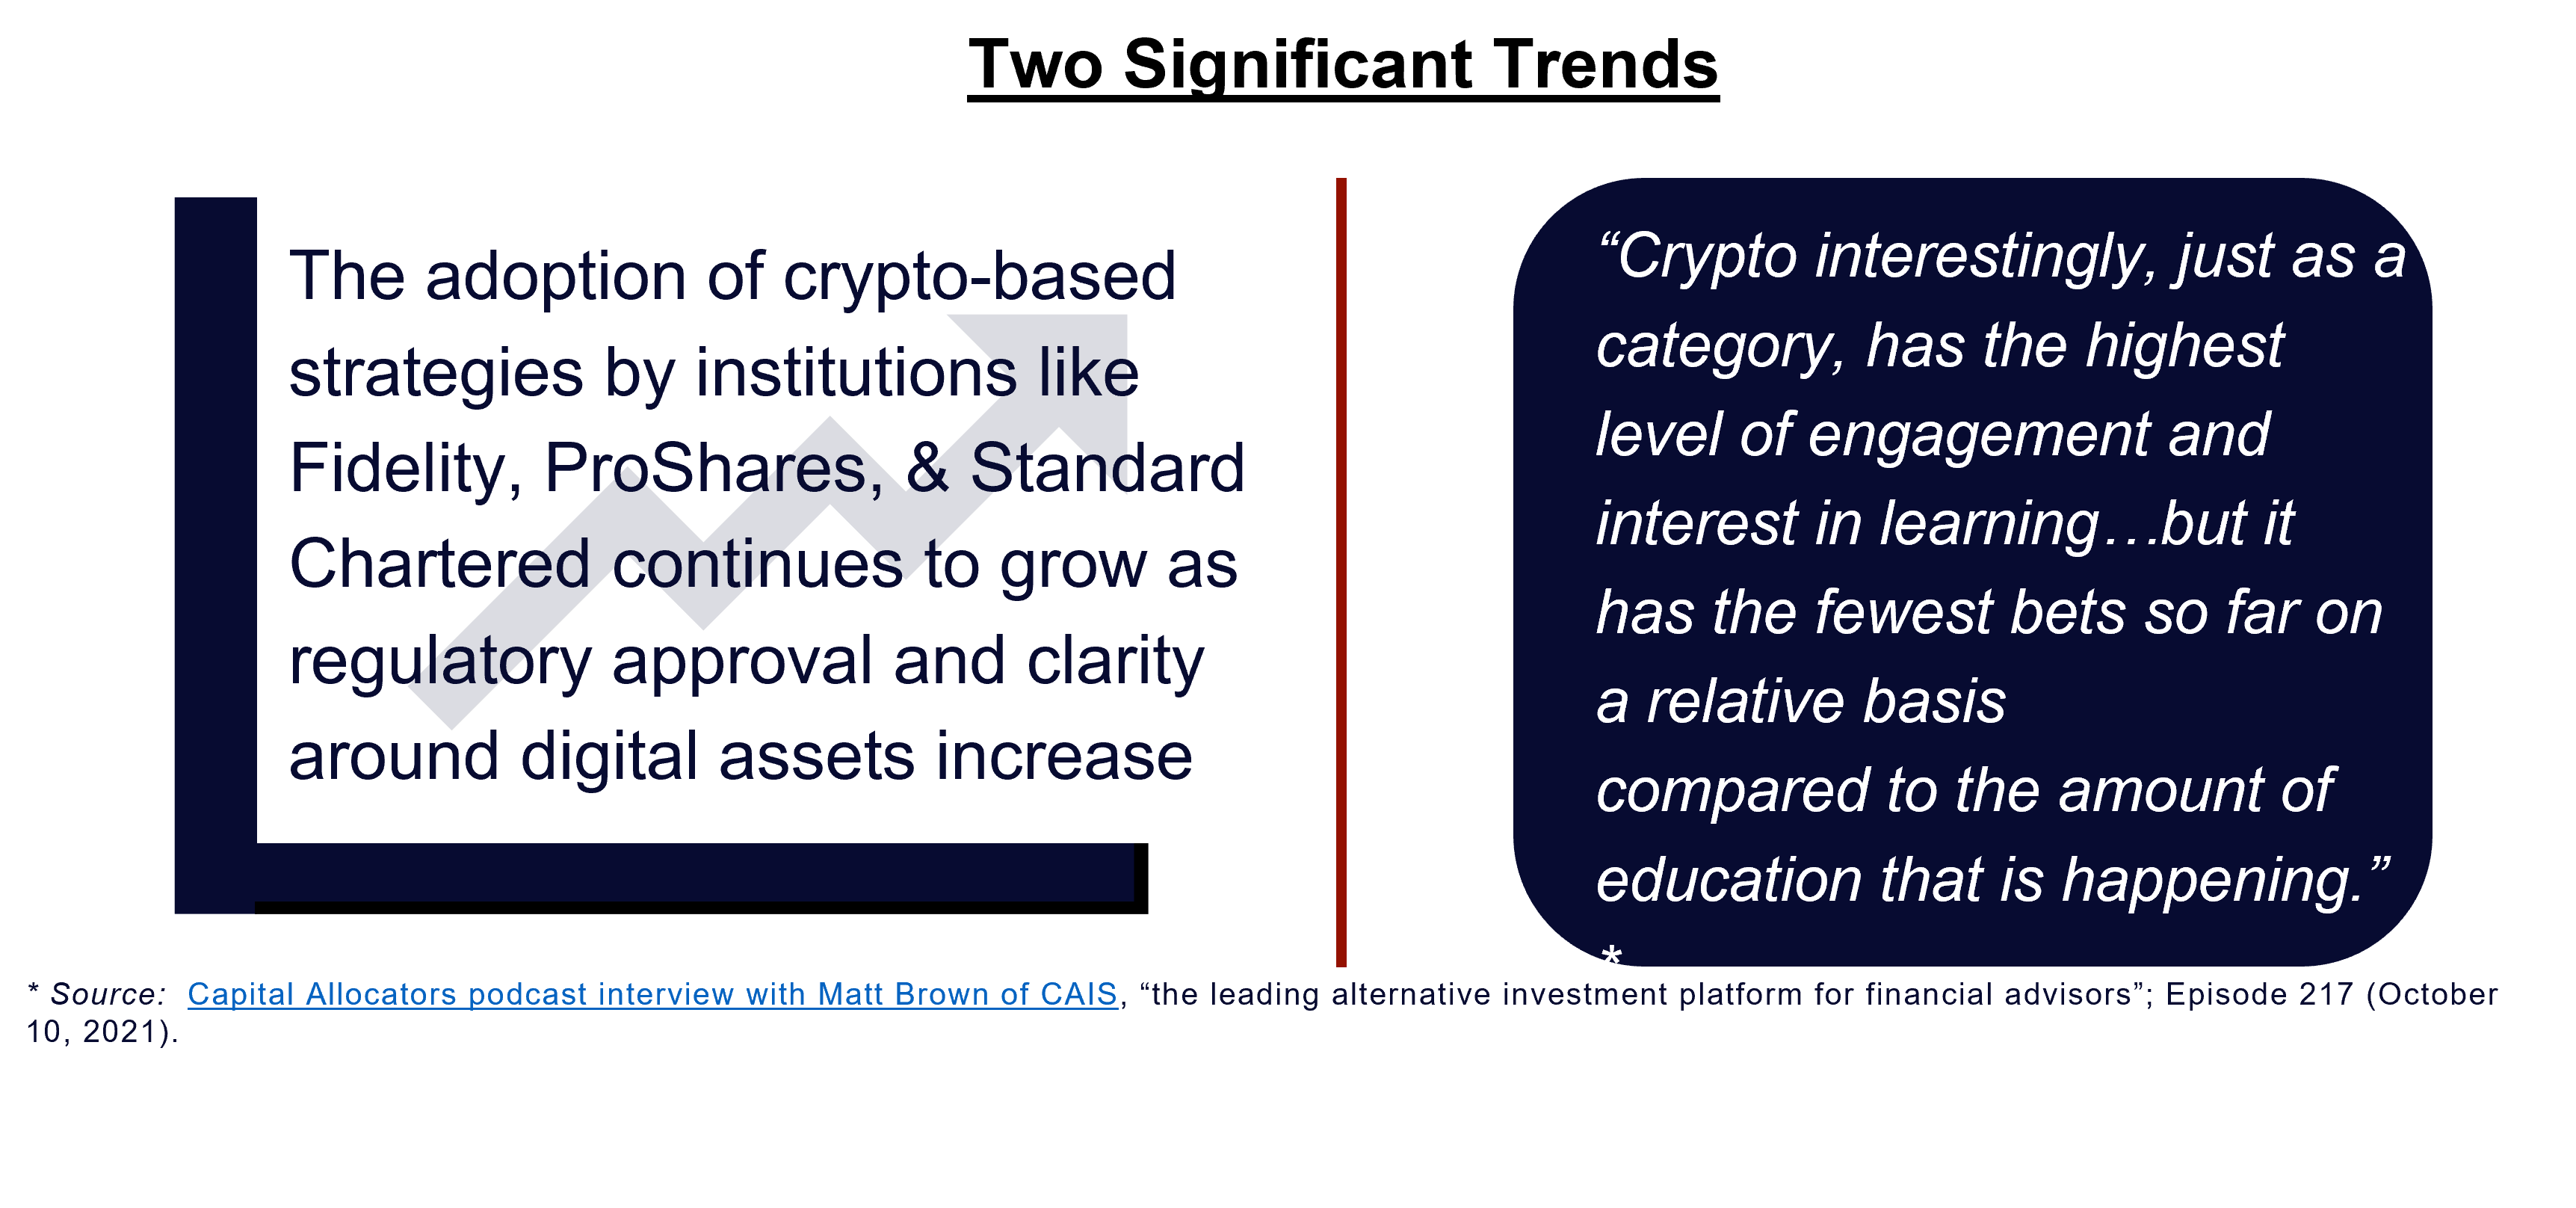 Two Significant Trends
The adoption of crypto-based
strategies by institutions like
Fidelity, ProShares, & Standard
Chartered continues to grow as
regulatory approval and clarity
around digital assets increase
“Crypto interestingly, just as a
category, has the highest
level of engagement and
interest in learning…but it
has the fewest bets so far on
a relative basis
compared to the amount of
education that is happening.”
*
* Source: Capital Allocators podcast interview with Matt Brown of CAIS, “the leading alternative investment platform for financial advisors”; Episode 217 (October
10, 2021).